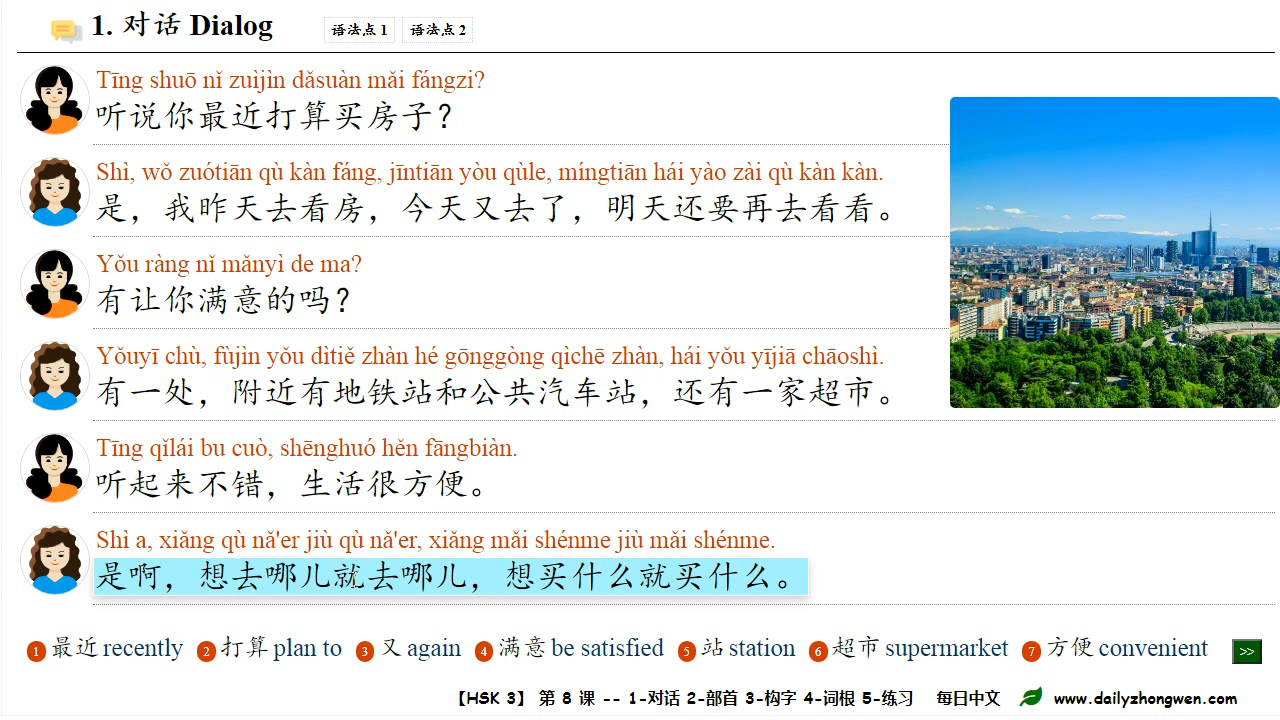 1. 对话 Dialog
语法点 1
语法点 2
Tīng shuō nǐ zuìjìn dǎsuàn mǎi fángzi?
听说你最近打算买房子？
Shì, wǒ zuótiān qù kàn fáng, jīntiān yòu qùle, míngtiān hái yào zài qù kàn kàn.
是，我昨天去看房，今天又去了，明天还要再去看看。
Yǒu ràng nǐ mǎnyì de ma?
有让你满意的吗？
Yǒuyī chù, fùjìn yǒu dìtiě zhàn hé gōnggòng qìchē zhàn, hái yǒu yījiā chāoshì.
有一处，附近有地铁站和公共汽车站，还有一家超市。
Tīng qǐlái bu cuò, shēnghuó hěn fāngbiàn.
听起来不错，生活很方便。
Shì a, xiǎng qù nǎ'er jiù qù nǎ'er, xiǎng mǎi shénme jiù mǎi shénme.
是啊，想去哪儿就去哪儿，想买什么就买什么。
1 最近 recently 2 打算 plan to 3 又 again 4 满意 be satisfied 5 站 station 6 超市 supermarket 7 方便 convenient >>
【HSK 3】 第 8 课 -- 1-对话 2-部首 3-构字 4-词根 5-练习 每日中文 www.dailyzhongwen.com